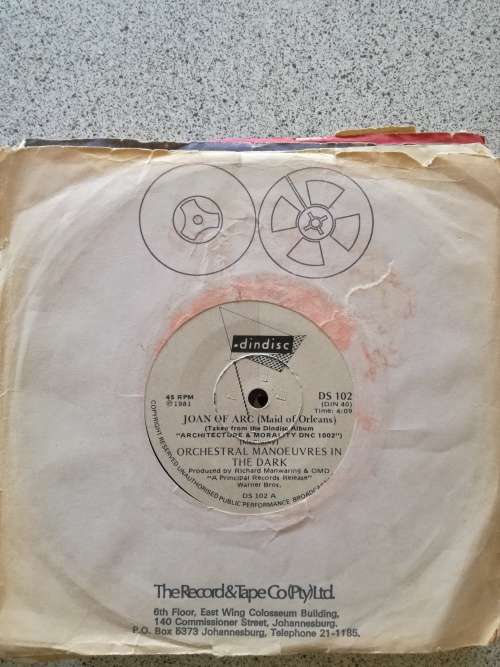 -dindisc
45 RPM
℗1981
DS 102
(DIN 40)
Time: 4:09
JOAN OF ARC (Maid of Orleans)
(Taken from the Dindisc Album
"ARCHITECTURE & MORALITY DNC 1002")
(McClusky)
ORCHESTRAL MANOEUVRES IN
THE DARK
Produced by Richard Manwaring & OMD
"A Principal Records Release"
Warner Bros.
DS 102 A
COPYRIGHT RESERVED UNAUTHORISED PUBLIC PERFORMANCE, BROADCAS
The Record & Tape Co (Pty) Ltd.
6th Floor, East Wing Colosseum Building,
140 Commissioner Street, Johannesburg.
P.O. Box 5373 Johannesburg, Telephone 21-1185.